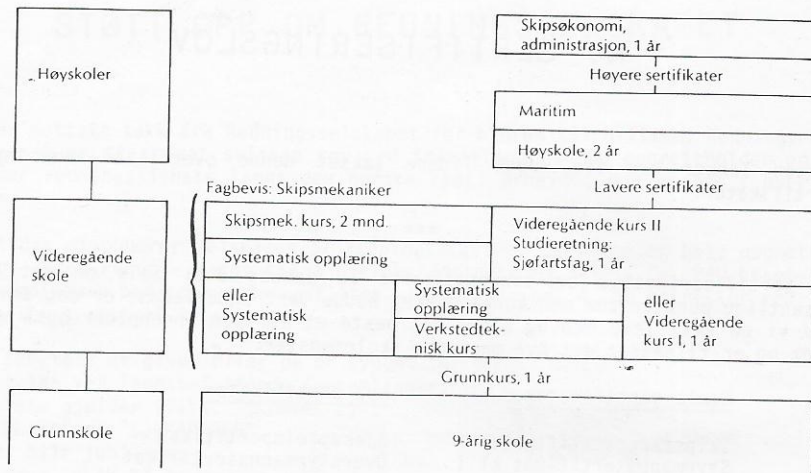 Høyskoler
Videregående
skole
Grunnskole
Skipsøkonomi,
administrasjon, 1 år
Høyere sertifikater
Maritim
Høyskole, 2 år
Lavere sertifikater
Fagbevis: Skipsmekaniker
Skipsmek. kurs, 2 mnd.
Systematisk opplæring
Videregående kurs II
Studieretning:
Sjøfartsfag, 1 år
eller
Systematisk
opplæring
Systematisk
opplæring
Verkstedtek-
nisk kurs
eller
Videregående
kurs I, 1 år
Grunnkurs, 1 år
9-årig skole